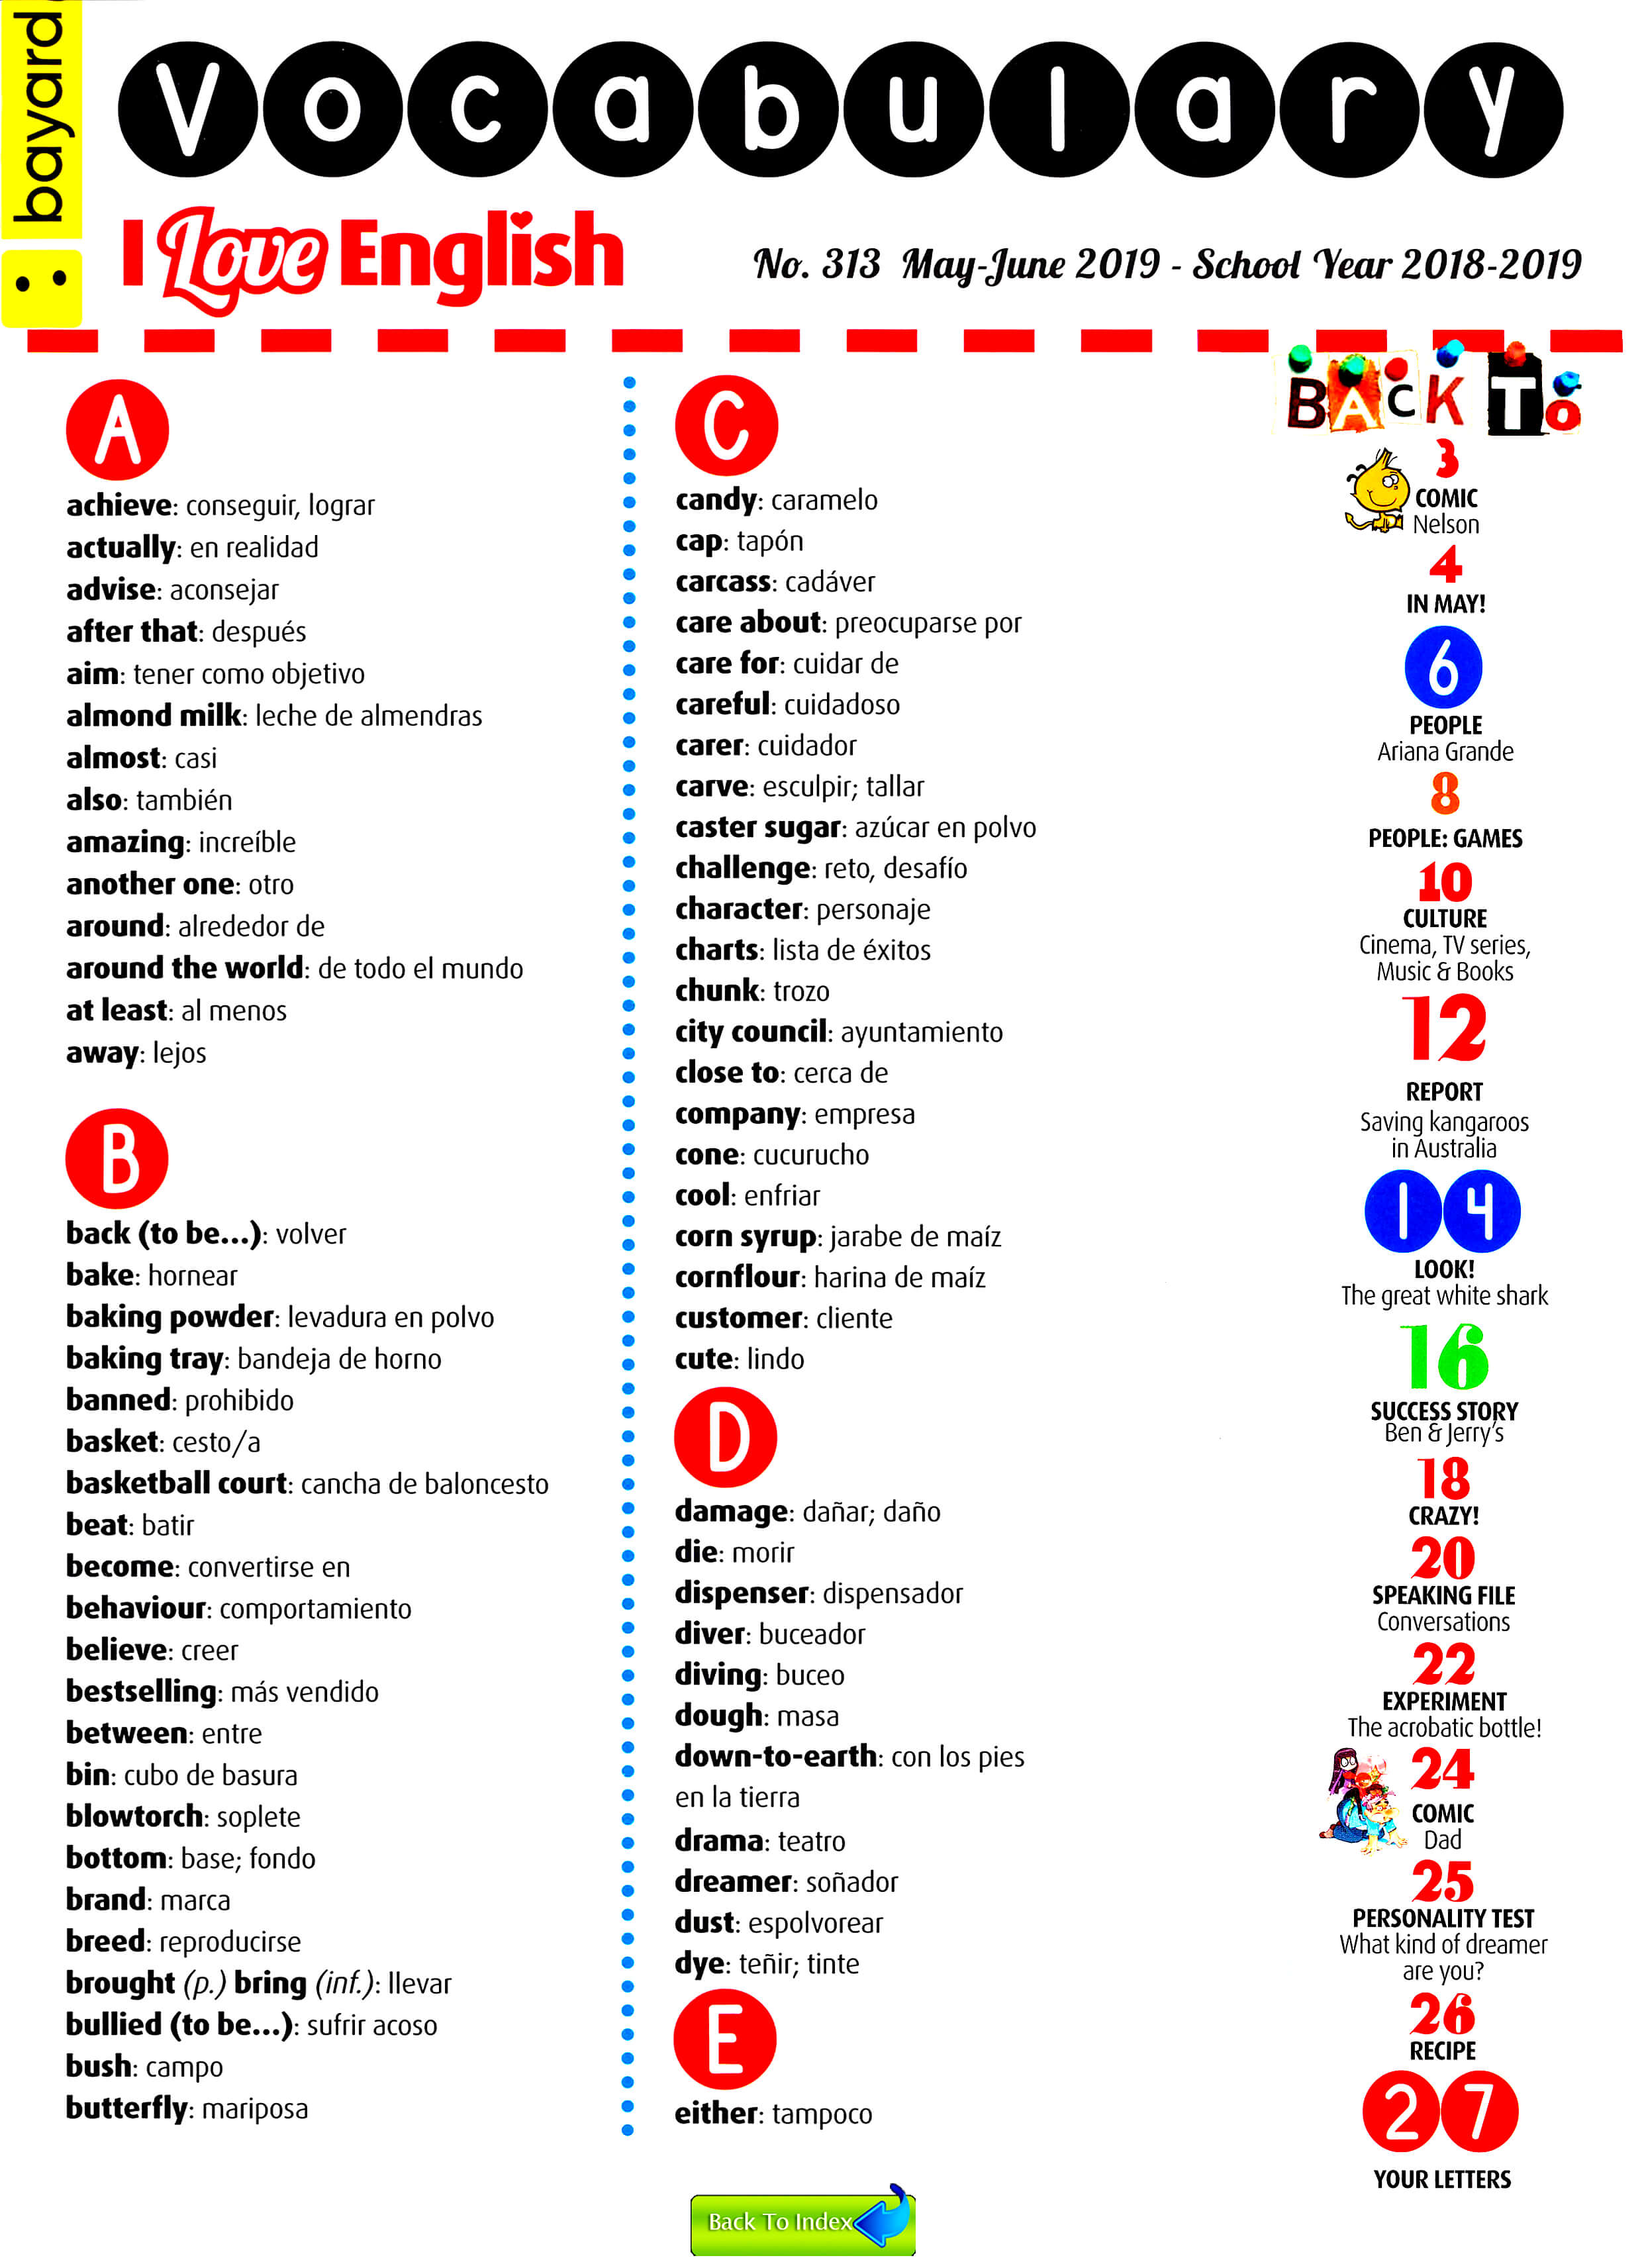 bayard
Vocabulary
I Love English
No. 313 May-June 2019 - School Year 2018-2019
A
achieve: conseguir, lograr
actually: en realidad
advise: aconsejar
after that: después
aim: tener como objetivo
almond milk: leche de almendras
almost: casi
also: también
amazing: increíble
another one: otro
around: alrededor de
around the world: de todo el mundo
at least: al menos
away: lejos
B
back (to be...): volver
bake: hornear
baking powder: levadura en polvo
baking tray: bandeja de horno
banned: prohibido
basket: cesto/a
basketball court: cancha de baloncesto
beat: batir
become: convertirse en
behaviour: comportamiento
believe: creer
bestselling: más vendido
between: entre
bin: cubo de basura
blowtorch: soplete
bottom: base; fondo
brand: marca
breed: reproducirse
brought (p.) bring (inf.): llevar
bullied (to be...): sufrir acoso
bush: campo
butterfly: mariposa
C
candy: caramelo
cap: tapón
carcass: cadáver
care about: preocuparse por
care for: cuidar de
careful: cuidadoso
carer: cuidador
carve: esculpir; tallar
caster sugar: azúcar en polvo
challenge: reto, desafío
character: personaje
charts: lista de éxitos
chunk: trozo
city council: ayuntamiento
close to: cerca de
company: empresa
cone: cucurucho
cool: enfriar
corn syrup: jarabe de maíz
cornflour: harina de maíz
customer: cliente
cute: lindo
D
damage: dañar; daño
die: morir
dispenser: dispensador
diver: buceador
diving: buceo
dough: masa
down-to-earth: con los pies
en la tierra
drama: teatro
dreamer: soñador
dust: espolvorear
dye: teñir; tinte
E
either: tampoco
BACK To
3
COMIC
Nelson
4
IN MAY!
6
PEOPLE
Ariana Grande
8
PEOPLE: GAMES
10
CULTURE
Cinema, TV series,
Music & Books
12
REPORT
Saving kangaroos
in Australia
14
LOOK!
The great white shark
16
SUCCESS STORY
Ben & Jerry's
18
CRAZY!
20
SPEAKING FILE
Conversations
22
EXPERIMENT
The acrobatic bottle!
24
COMIC
Dad
25
PERSONALITY TEST
What kind of dreamer
are you?
26
RECIPE
27
YOUR LETTERS
Back To Index